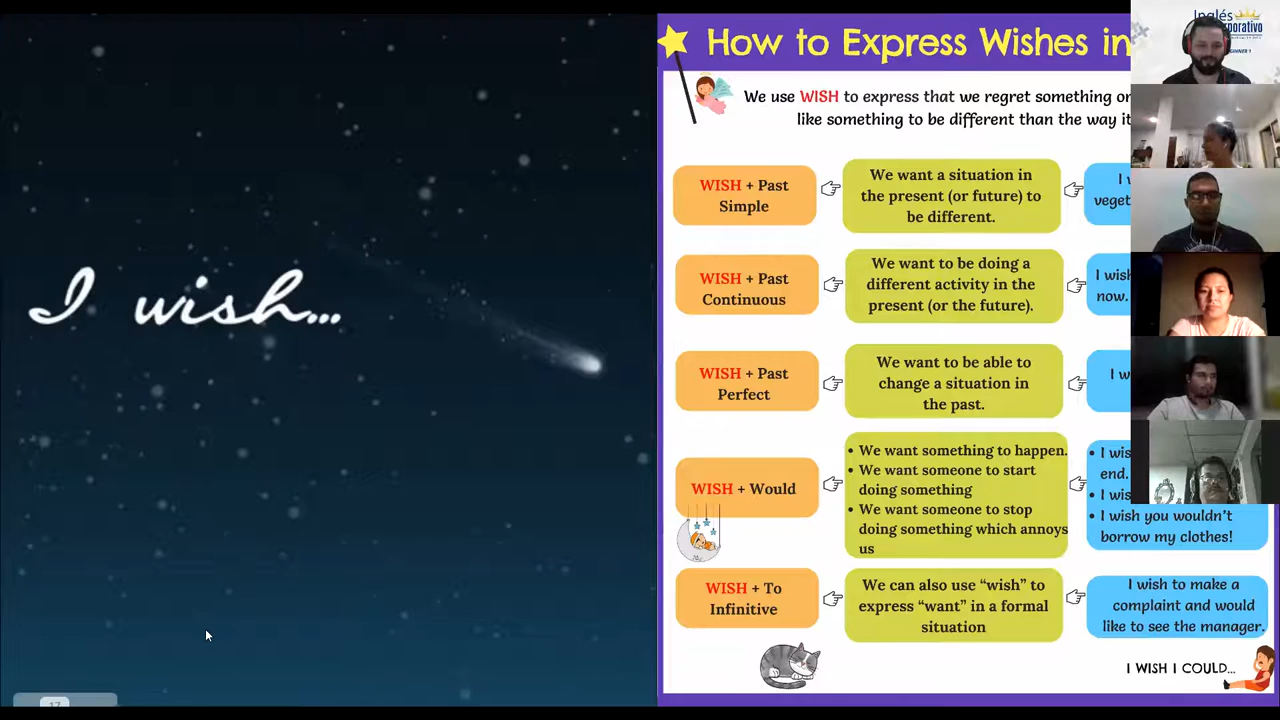 I wish...
How to Express Wishes in
We use WISH to express that we regret something or
like something to be different than the way it
WISH + Past
Simple
We want a situation in
the present (or future) to
be different.
WISH + Past
Continuous
We want to be doing a
different activity in the
present (or the future).
I wish
now.
WISH + Past
Perfect
We want to be able to
change a situation in
the past.
WISH + Would
• We want something to happen.
• We want someone to start
doing something
• We want someone to stop
doing something which annoys
us
end.
• I wish you wouldn't
borrow my clothes!
WISH + To
Infinitive
We can also use “wish” to
express “want” in a formal
situation
I wish to make a
complaint and would
like to see the manager.
I WISH I COULD...
Inglés
17